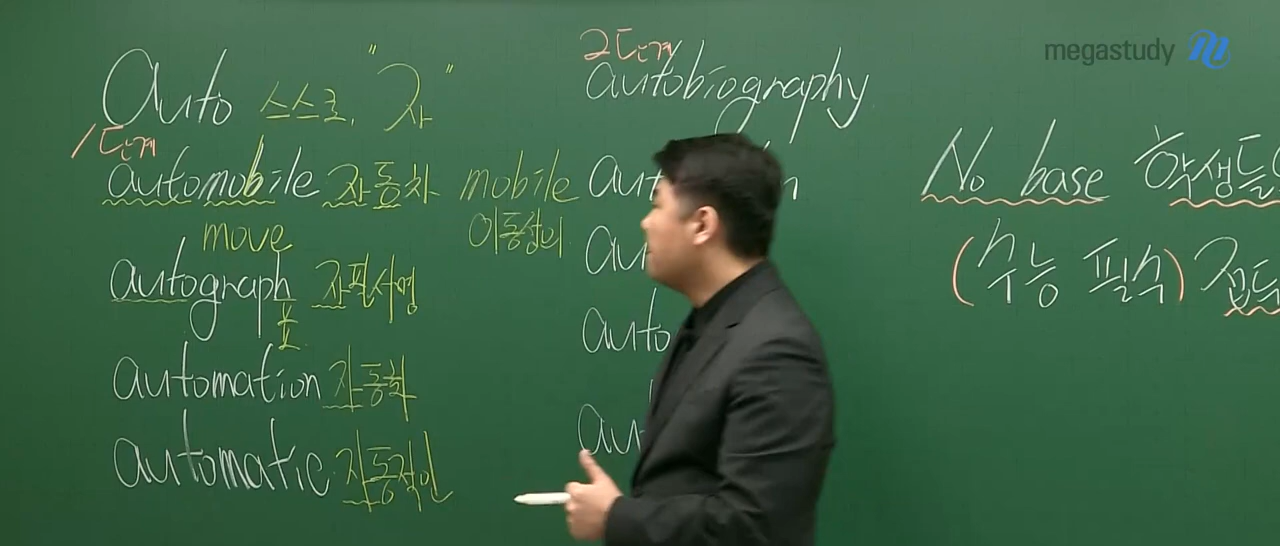 Auto 스스로, "자"
1단계
automobile 자동차 mobile
move 이동성의
autograph 자필서명
표
automation 자동화
automatic 자동적인
2단계
autobiography
auto
No base 학생들
(수능 필수)
megastudy